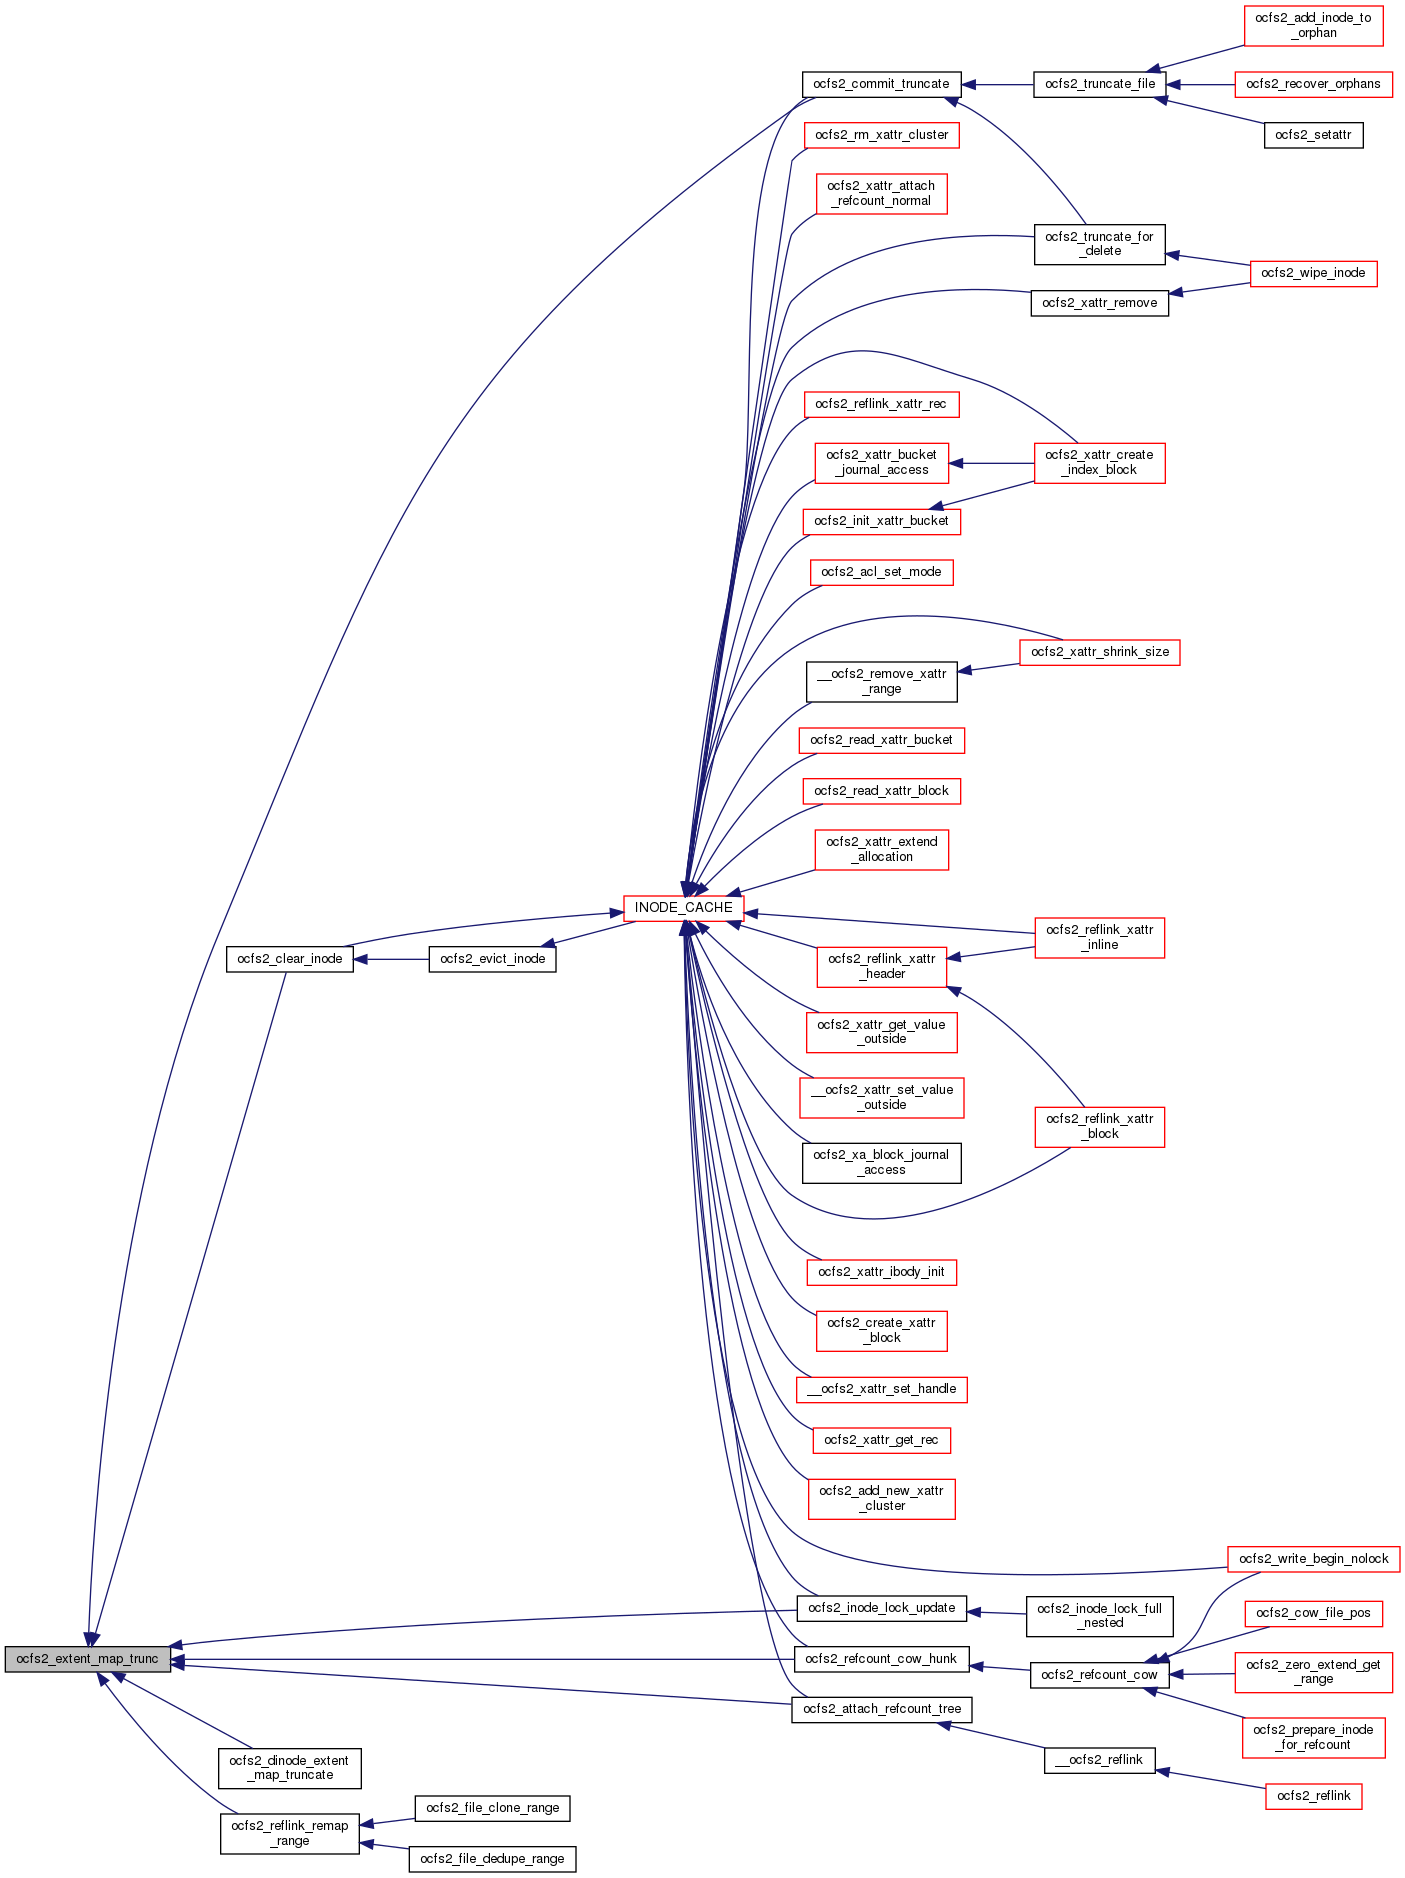 ocfs2_add_inode_to
_orphan
ocfs2_commit_truncate
ocfs2_truncate_file
ocfs2_recover_orphans
ocfs2_setattr
ocfs2_rm_xattr_cluster
ocfs2_xattr_attach
_refcount_normal
ocfs2_truncate_for
_delete
ocfs2_wipe_inode
ocfs2_xattr_remove
ocfs2_reflink_xattr_rec
ocfs2_xattr_bucket
_journal_access
ocfs2_xattr_create
_index_block
ocfs2_init_xattr_bucket
ocfs2_acl_set_mode
ocfs2_xattr_shrink_size
__ocfs2_remove_xattr
_range
ocfs2_read_xattr_bucket
ocfs2_read_xattr_block
ocfs2_xattr_extend
_allocation
INODE_CACHE
ocfs2_reflink_xattr
_inline
ocfs2_clear_inode
ocfs2_evict_inode
ocfs2_reflink_xattr
_header
ocfs2_xattr_get_value
_outside
__ocfs2_xattr_set_value
_outside
ocfs2_reflink_xattr
_block
ocfs2_xa_block_journal
_access
ocfs2_xattr_ibody_init
ocfs2_create_xattr
_block
__ocfs2_xattr_set_handle
ocfs2_xattr_get_rec
ocfs2_add_new_xattr
_cluster
ocfs2_write_begin_nolock
ocfs2_inode_lock_update
ocfs2_inode_lock_full
_nested
ocfs2_cow_file_pos
ocfs2_extent_map_trunc
ocfs2_refcount_cow_hunk
ocfs2_refcount_cow
ocfs2_zero_extend_get
_range
ocfs2_attach_refcount_tree
ocfs2_prepare_inode
_for_refcount
ocfs2_dinode_extent
_map_truncate
__ocfs2_reflink
ocfs2_reflink
ocfs2_file_clone_range
ocfs2_reflink_remap
_range
ocfs2_file_dedupe_range